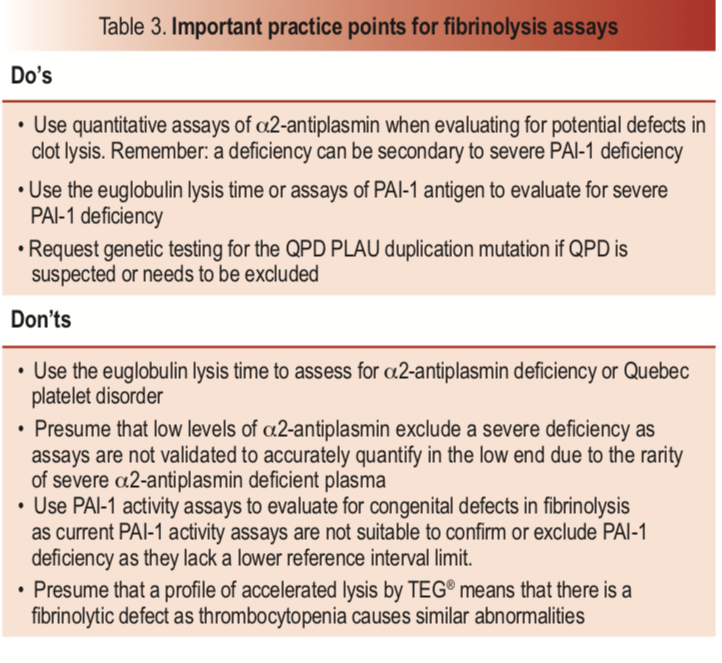 Table 3. Important practice points for fibrinolysis assays
Do's
• Use quantitative assays of α2-antiplasmin when evaluating for potential defects in
clot lysis. Remember: a deficiency can be secondary to severe PAI-1 deficiency
• Use the euglobulin lysis time or assays of PAI-1 antigen to evaluate for severe
PAI-1 deficiency
• Request genetic testing for the QPD PLAU duplication mutation if QPD is
suspected or needs to be excluded
Don'ts
• Use the euglobulin lysis time to assess for α2-antiplasmin deficiency or Quebec
platelet disorder
• Presume that low levels of α2-antiplasmin exclude a severe deficiency as
assays are not validated to accurately quantify in the low end due to the rarity
of severe α2-antiplasmin deficient plasma
• Use PAI-1 activity assays to evaluate for congenital defects in fibrinolysis
as current PAI-1 activity assays are not suitable to confirm or exclude PAI-1
deficiency as they lack a lower reference interval limit.
• Presume that a profile of accelerated lysis by TEG® means that there is a
fibrinolytic defect as thrombocytopenia causes similar abnormalities